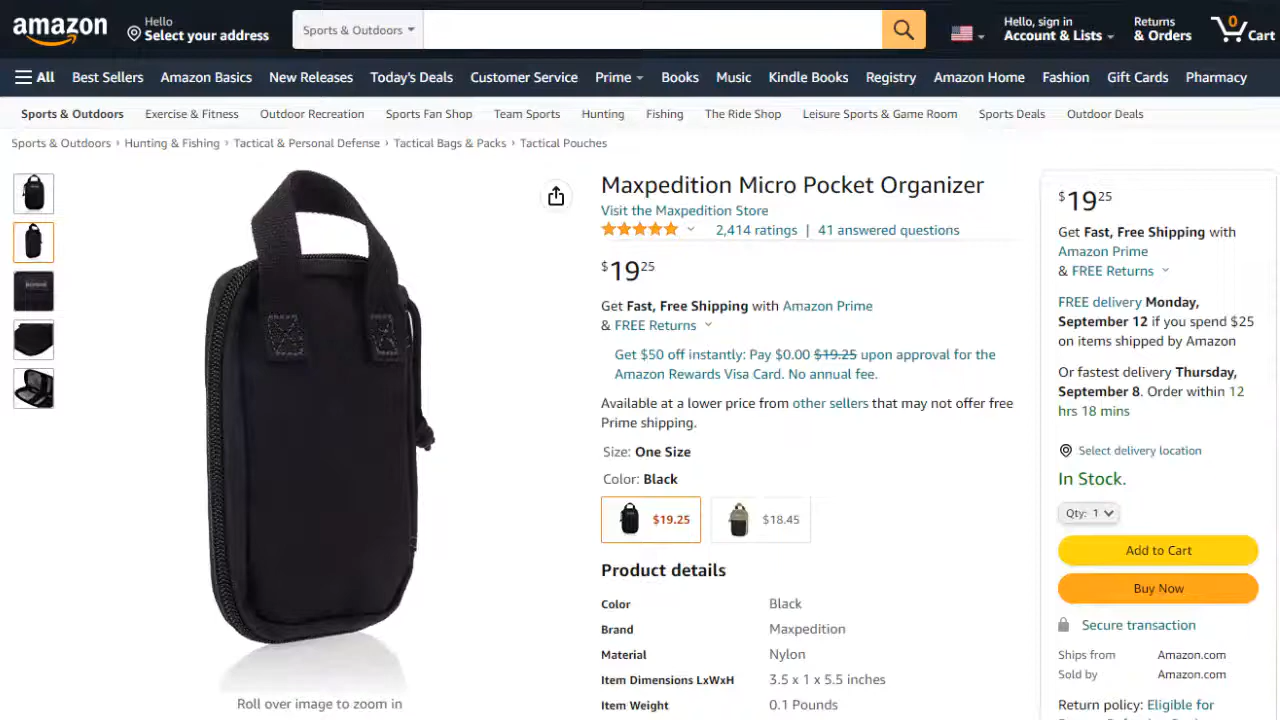 amazon
Hello
Select your address
Sports & Outdoors
Hello, sign in
Account & Lists
Returns
& Orders
0
Cart
All
Best Sellers
Amazon Basics
New Releases
Today's Deals
Customer Service
Prime
Books
Music
Kindle Books
Registry
Amazon Home
Fashion
Gift Cards
Pharmacy
Sports & Outdoors
Exercise & Fitness
Outdoor Recreation
Sports Fan Shop
Team Sports
Hunting
Fishing
The Ride Shop
Leisure Sports & Game Room
Sports Deals
Outdoor Deals
Sports & Outdoors › Hunting & Fishing › Tactical & Personal Defense › Tactical Bags & Packs › Tactical Pouches
Roll over image to zoom in
Maxpedition Micro Pocket Organizer
Visit the Maxpedition Store
2,414 ratings | 41 answered questions
$19.25
Get Fast, Free Shipping with Amazon Prime
& FREE Returns
Get $50 off instantly: Pay $0.00 $19.25 upon approval for the
Amazon Rewards Visa Card. No annual fee.
Available at a lower price from other sellers that may not offer free
Prime shipping.
Size: One Size
Color: Black
$19.25
$18.45
Product details
Color Black
Brand Maxpedition
Material Nylon
Item Dimensions LxWxH 3.5 x 1 x 5.5 inches
Item Weight 0.1 Pounds
$19.25
Get Fast, Free Shipping with
Amazon Prime
& FREE Returns
FREE delivery Monday,
September 12 if you spend $25
on items shipped by Amazon
Or fastest delivery Thursday,
September 8. Order within 12
hrs 18 mins
Select delivery location
In Stock.
Qty: 1
Add to Cart
Buy Now
Secure transaction
Ships from Amazon.com
Sold by Amazon.com
Return policy: Eligible for